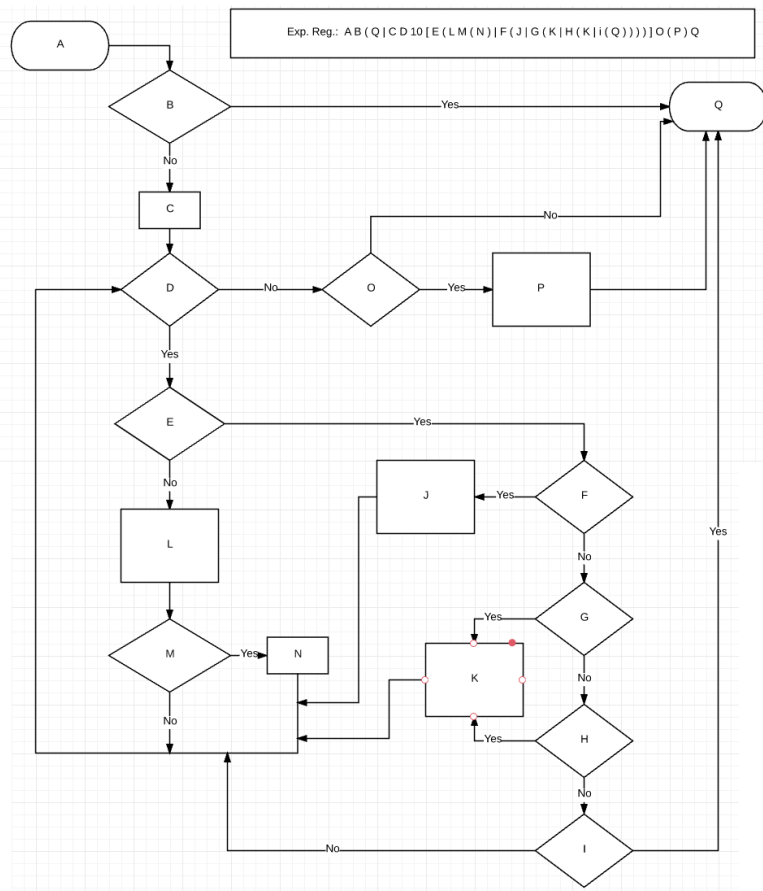 A
Exp. Reg.: A B ( Q | C D 10 [ E ( L M ( N ) | F ( J | G ( K | H ( K | i ( Q ) ) ) ) ) ] O ( P ) Q
B
Yes
Q
No
C
No
D
No
O
Yes
P
Yes
E
Yes
No
J
Yes
F
L
Yes
No
Yes
G
M
Yes
N
K
No
No
Yes
H
No
No
I